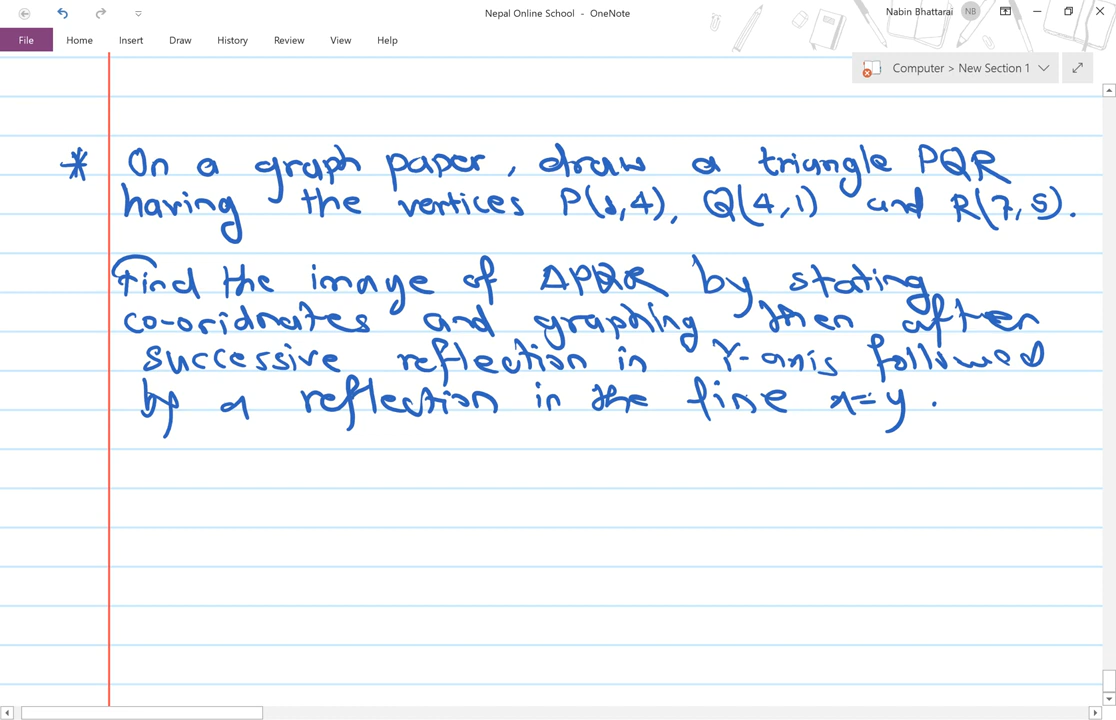 Nepal Online School - OneNote
Nabin Bhattarai NB
File Home Insert Draw History Review View Help
Computer > New Section 1
* On a graph paper, draw a triangle PQR
having the vertices P(1,4), Q(4,1) and R(7,5).
Find the image of ΔPQR by stating
co-oridnates and graphing then after
successive reflection in Y-axis followed
by a reflection in the line x=y.